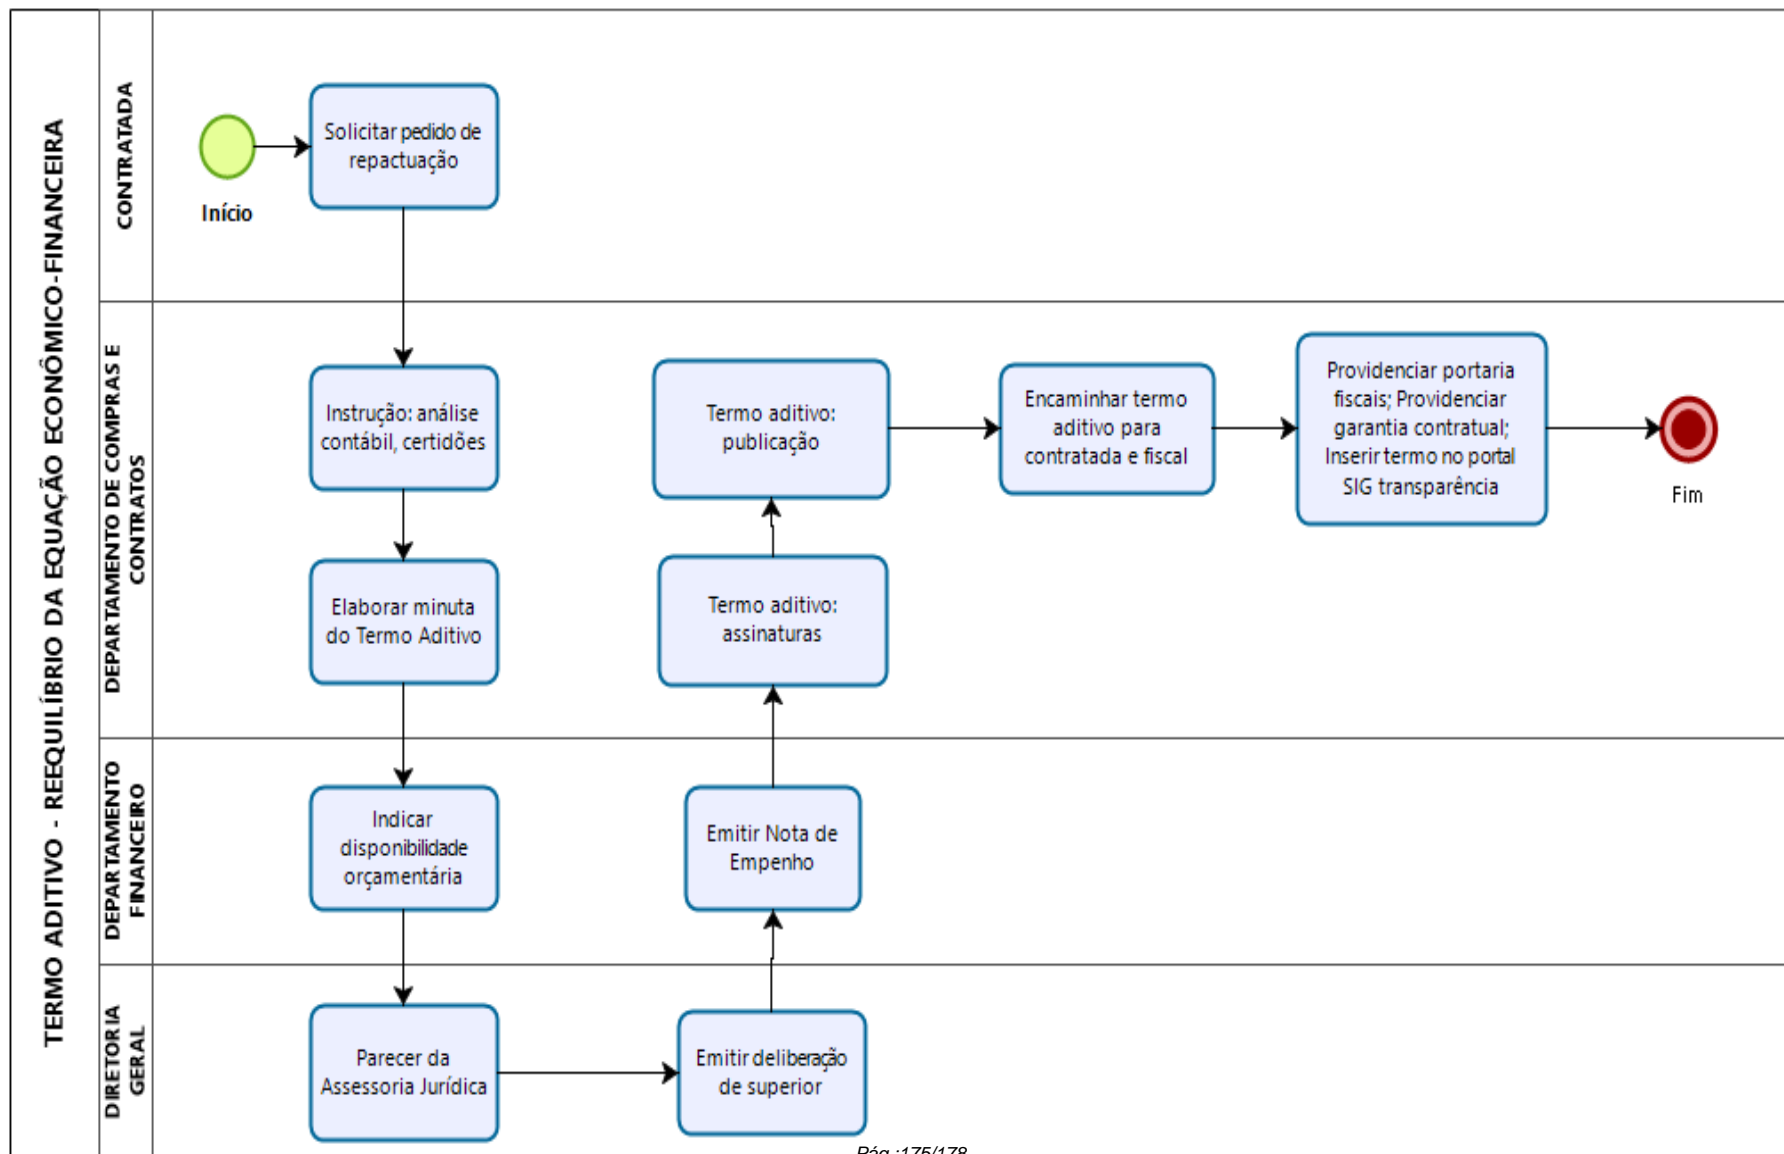 TERMO ADITIVO - REEQUILÍBRIO DA EQUAÇÃO ECONÔMICO-FINANCEIRA
CONTRATADA
Início
Solicitar pedido de
repactuação
DEPARTAMENTO DE COMPRAS E
CONTRATOS
Instrução: análise
contábil, certidões
Elaborar minuta
do Termo Aditivo
Termo aditivo:
publicação
Termo aditivo:
assinaturas
Encaminhar termo
aditivo para
contratada e fiscal
Providenciar portaria
fiscais; Providenciar
garantia contratual;
Inserir termo no portal
SIG transparência
Fim
DEPARTAMENTO
FINANCEIRO
Indicar
disponibilidade
orçamentária
Emitir Nota de
Empenho
DIRETORIA
GERAL
Parecer da
Assessoria Jurídica
Emitir deliberação
de superior
Pág.:175/178